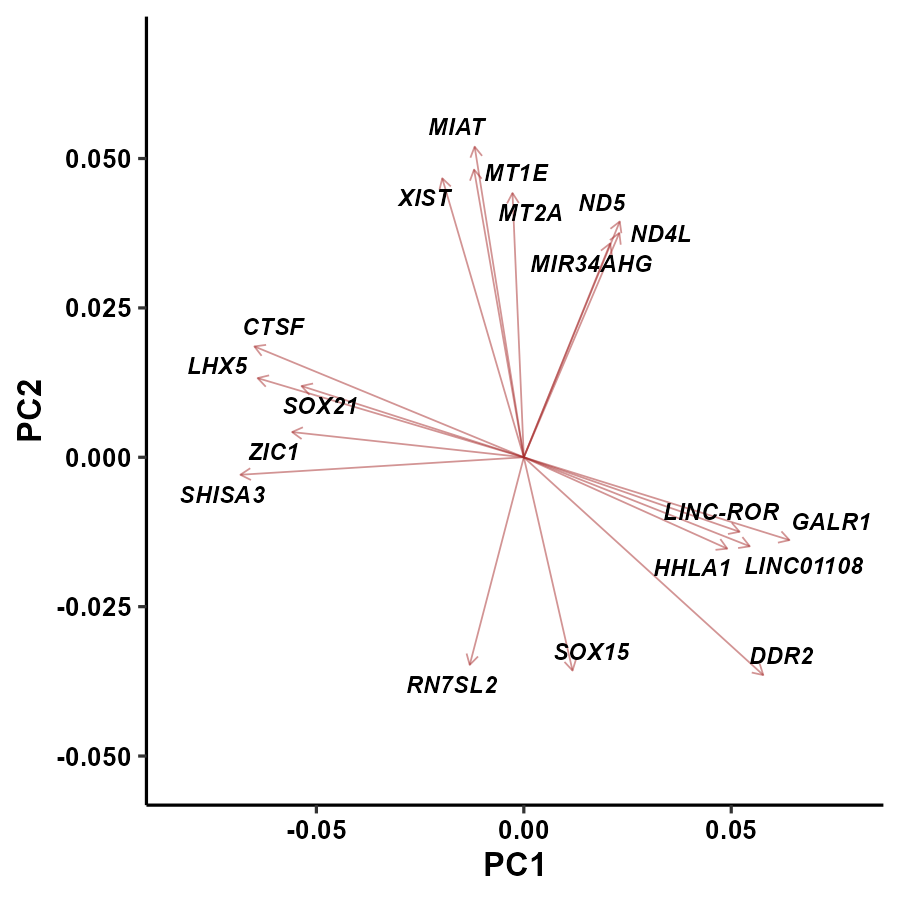 MIAT
0.050
MT1E
XIST
ND5
MT2A
ND4L
MIR34AHG
0.025
CTSF
LHX5
SOX21
PC2
ZIC1
0.000
SHISA3
LINC-ROR
GALR1
HHLA1
LINC01108
-0.025
SOX15
DDR2
RN7SL2
-0.050
-0.05
0.00
0.05
PC1